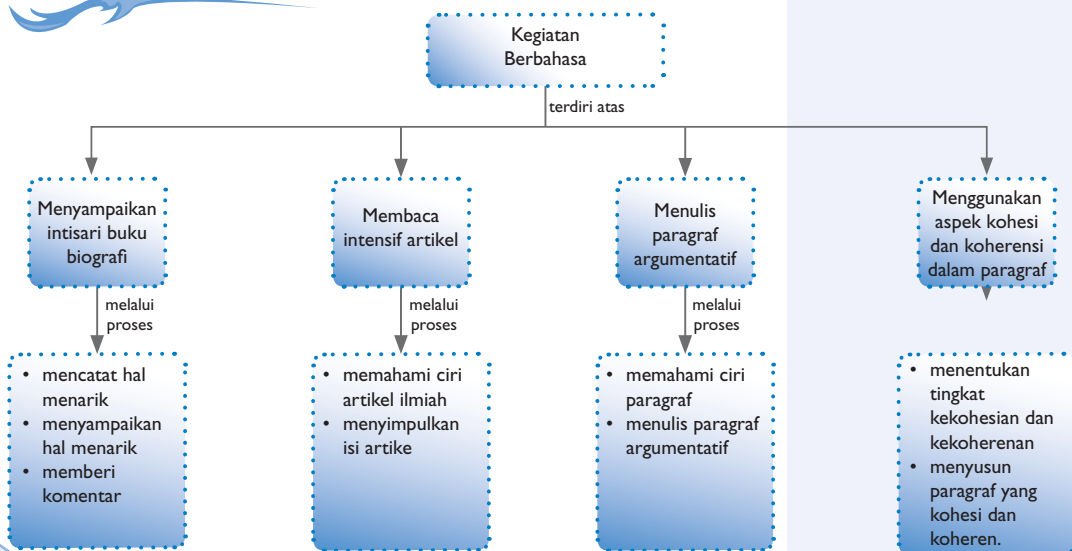 Kegiatan
Berbahasa
terdiri atas
Menyampaikan
intisari buku
biografi
Membaca
intensif artikel
Menulis
paragraf
argumentatif
Menggunakan
aspek kohesi
dan koherensi
dalam paragraf
melalui
proses
melalui
proses
melalui
proses
• mencatat hal
menarik
• menyampaikan
hal menarik
• memberi
komentar
• memahami ciri
artikel ilmiah
• menyimpulkan
isi artike
• memahami ciri
paragraf
• menulis paragraf
argumentatif
• menentukan
tingkat
kekohesian dan
kekoherenan
• menyusun
paragraf yang
kohesi dan
koheren.